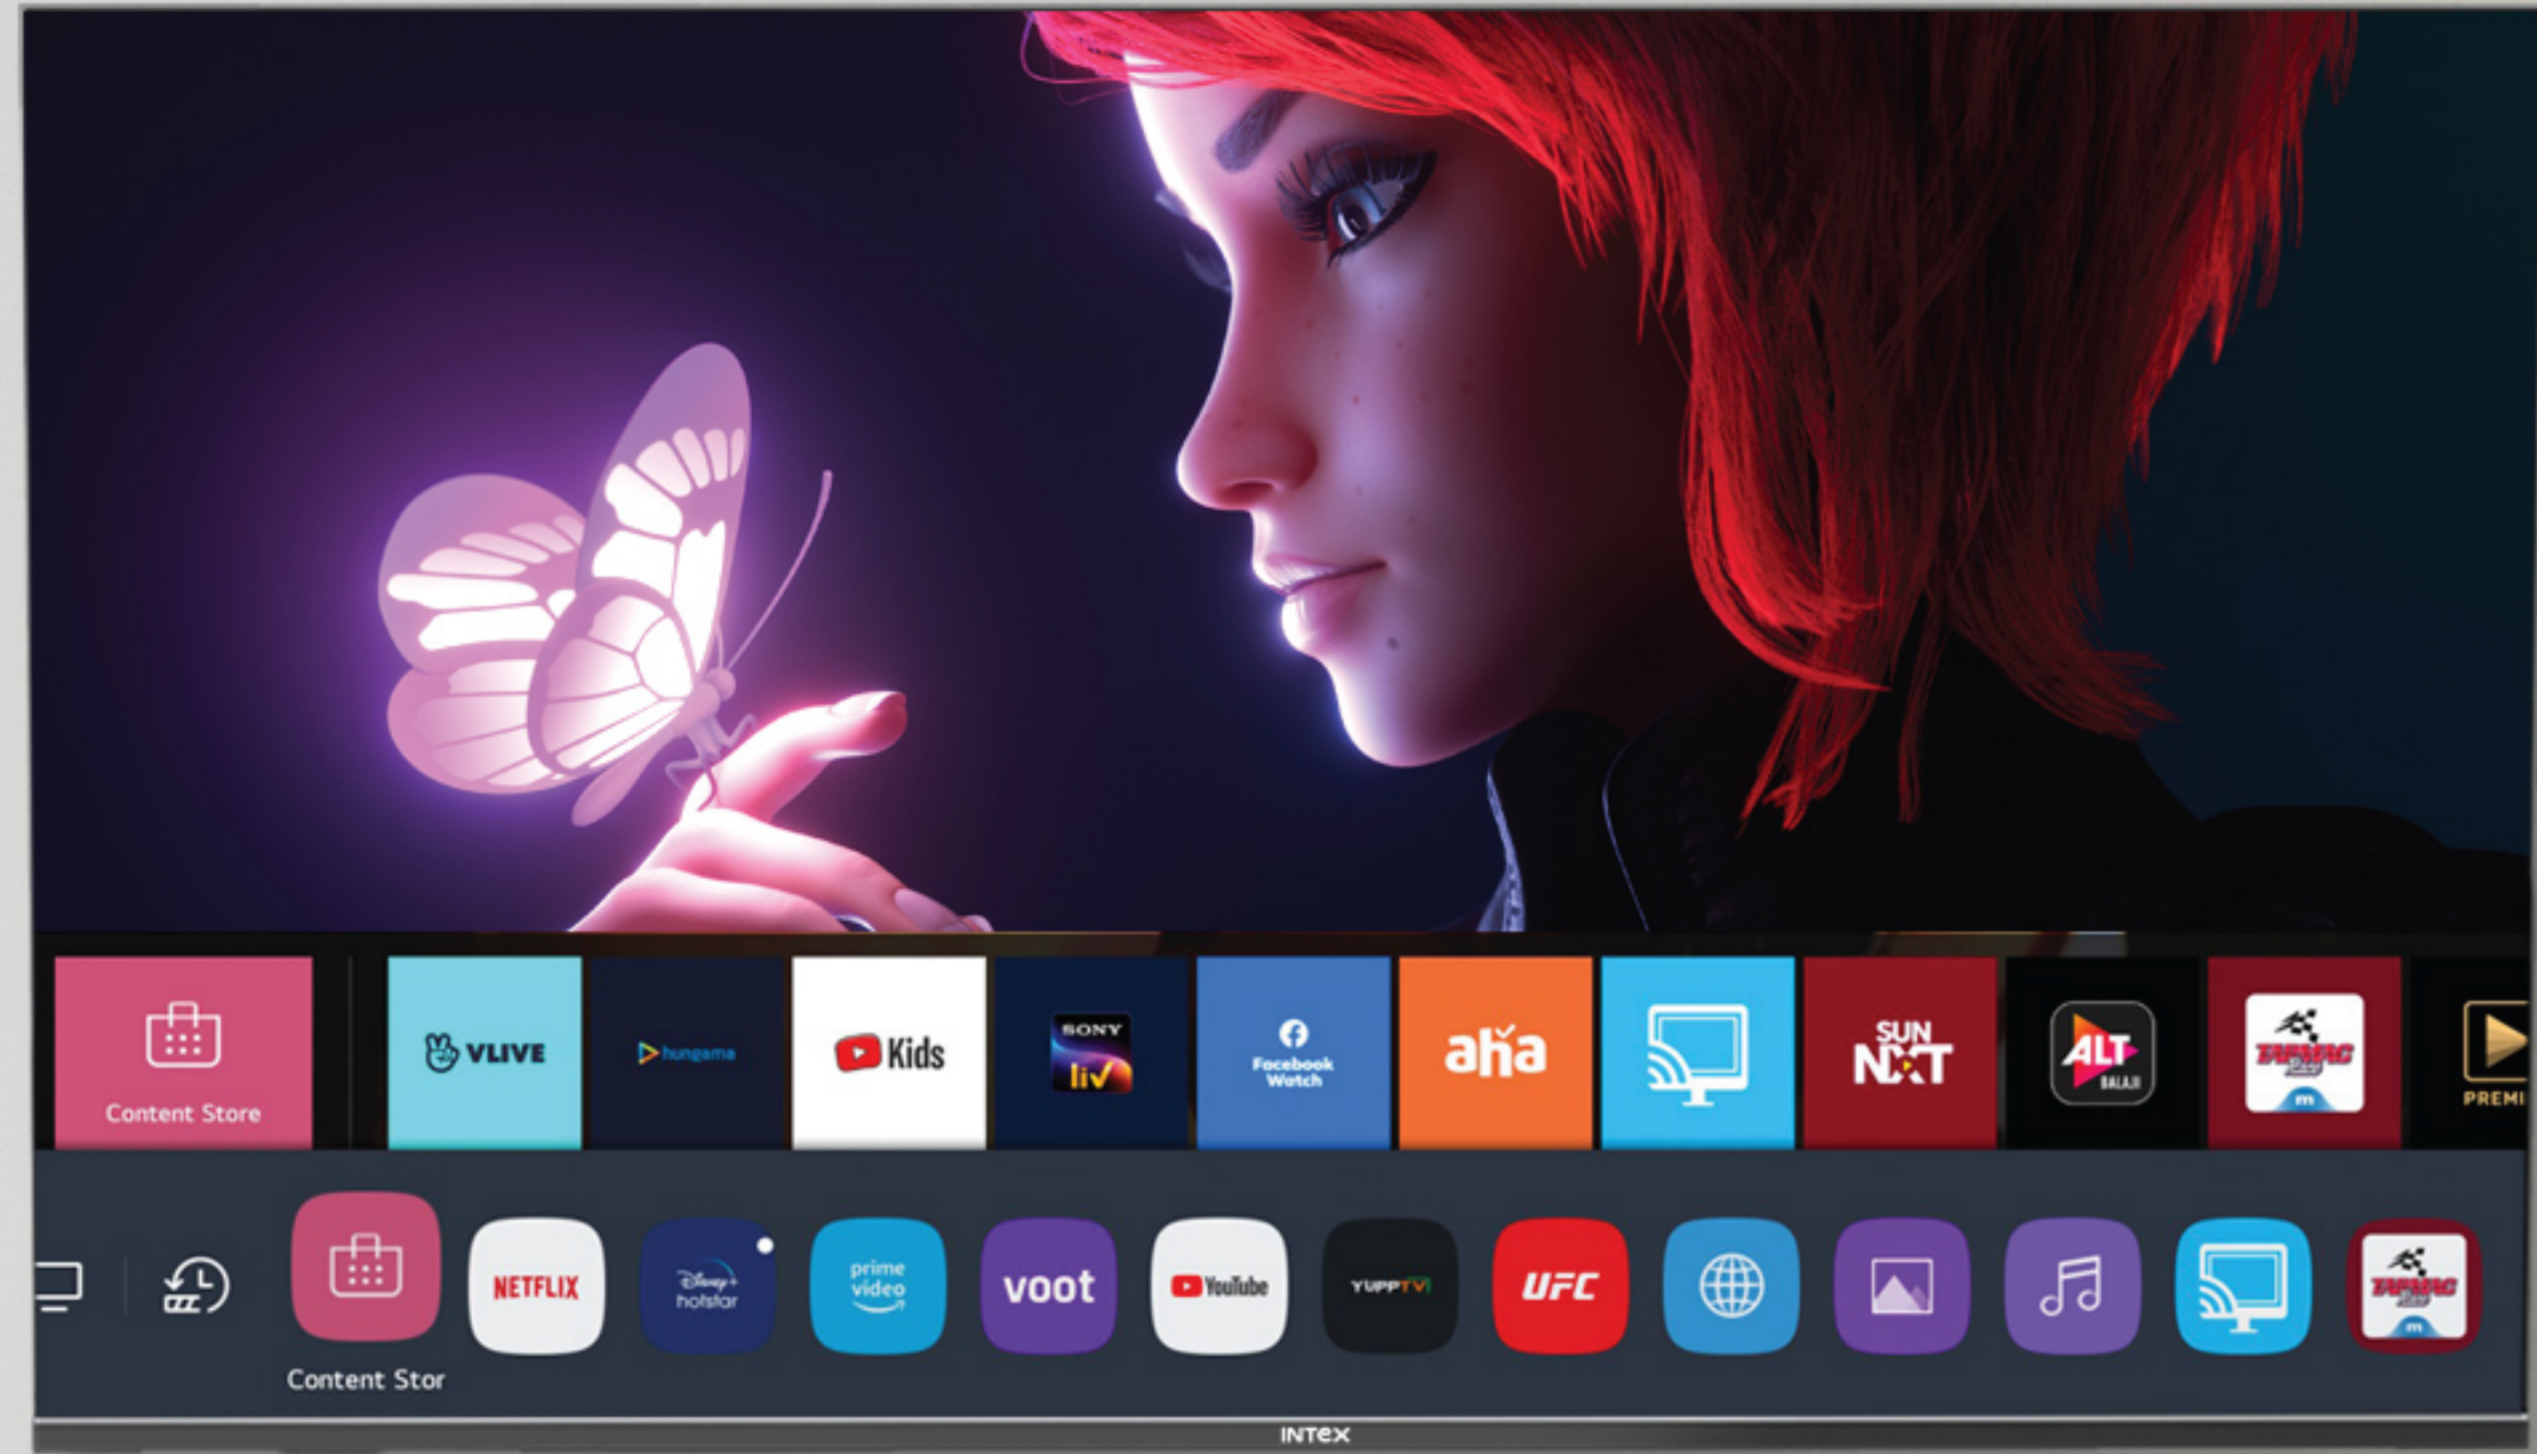 VLIVE
hungama
Kids
SONY
liv
Facebook
Watch
aha
SUN
NXT
ALT
BALAJI
m
PREMI
Content Store
NETFLIX
Disney+
hotstar
prime
video
voot
YouTube
YUPPTV
UFC
m
Content Stor
INTEX